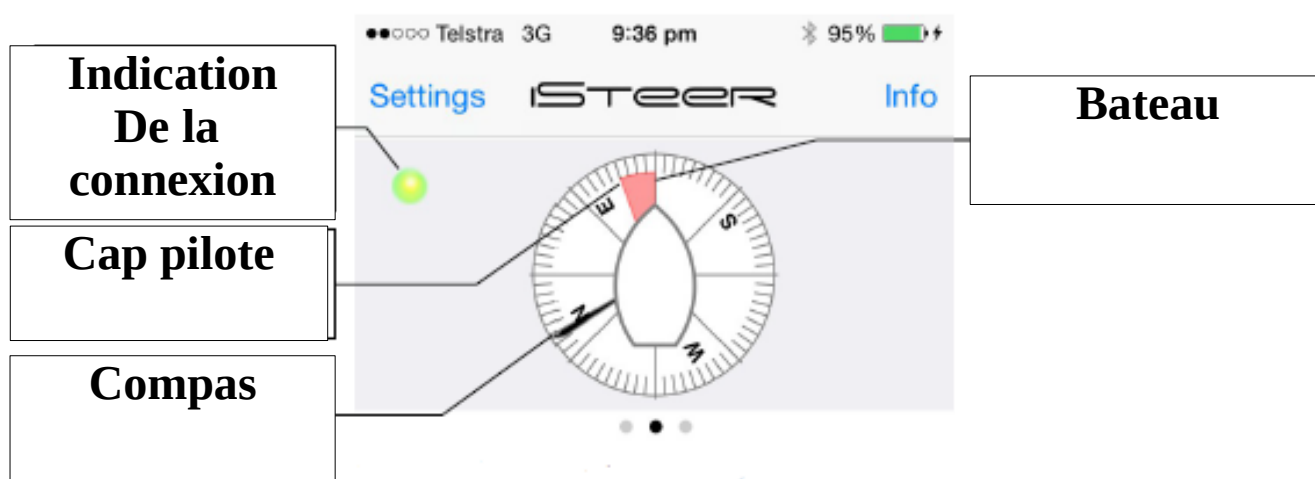 ●●○○○ Telstra 3G 9:36 pm 95%
Settings iSteer Info
Indication
De la
connexion
Bateau
Cap pilote
Compas
E
S
N
W